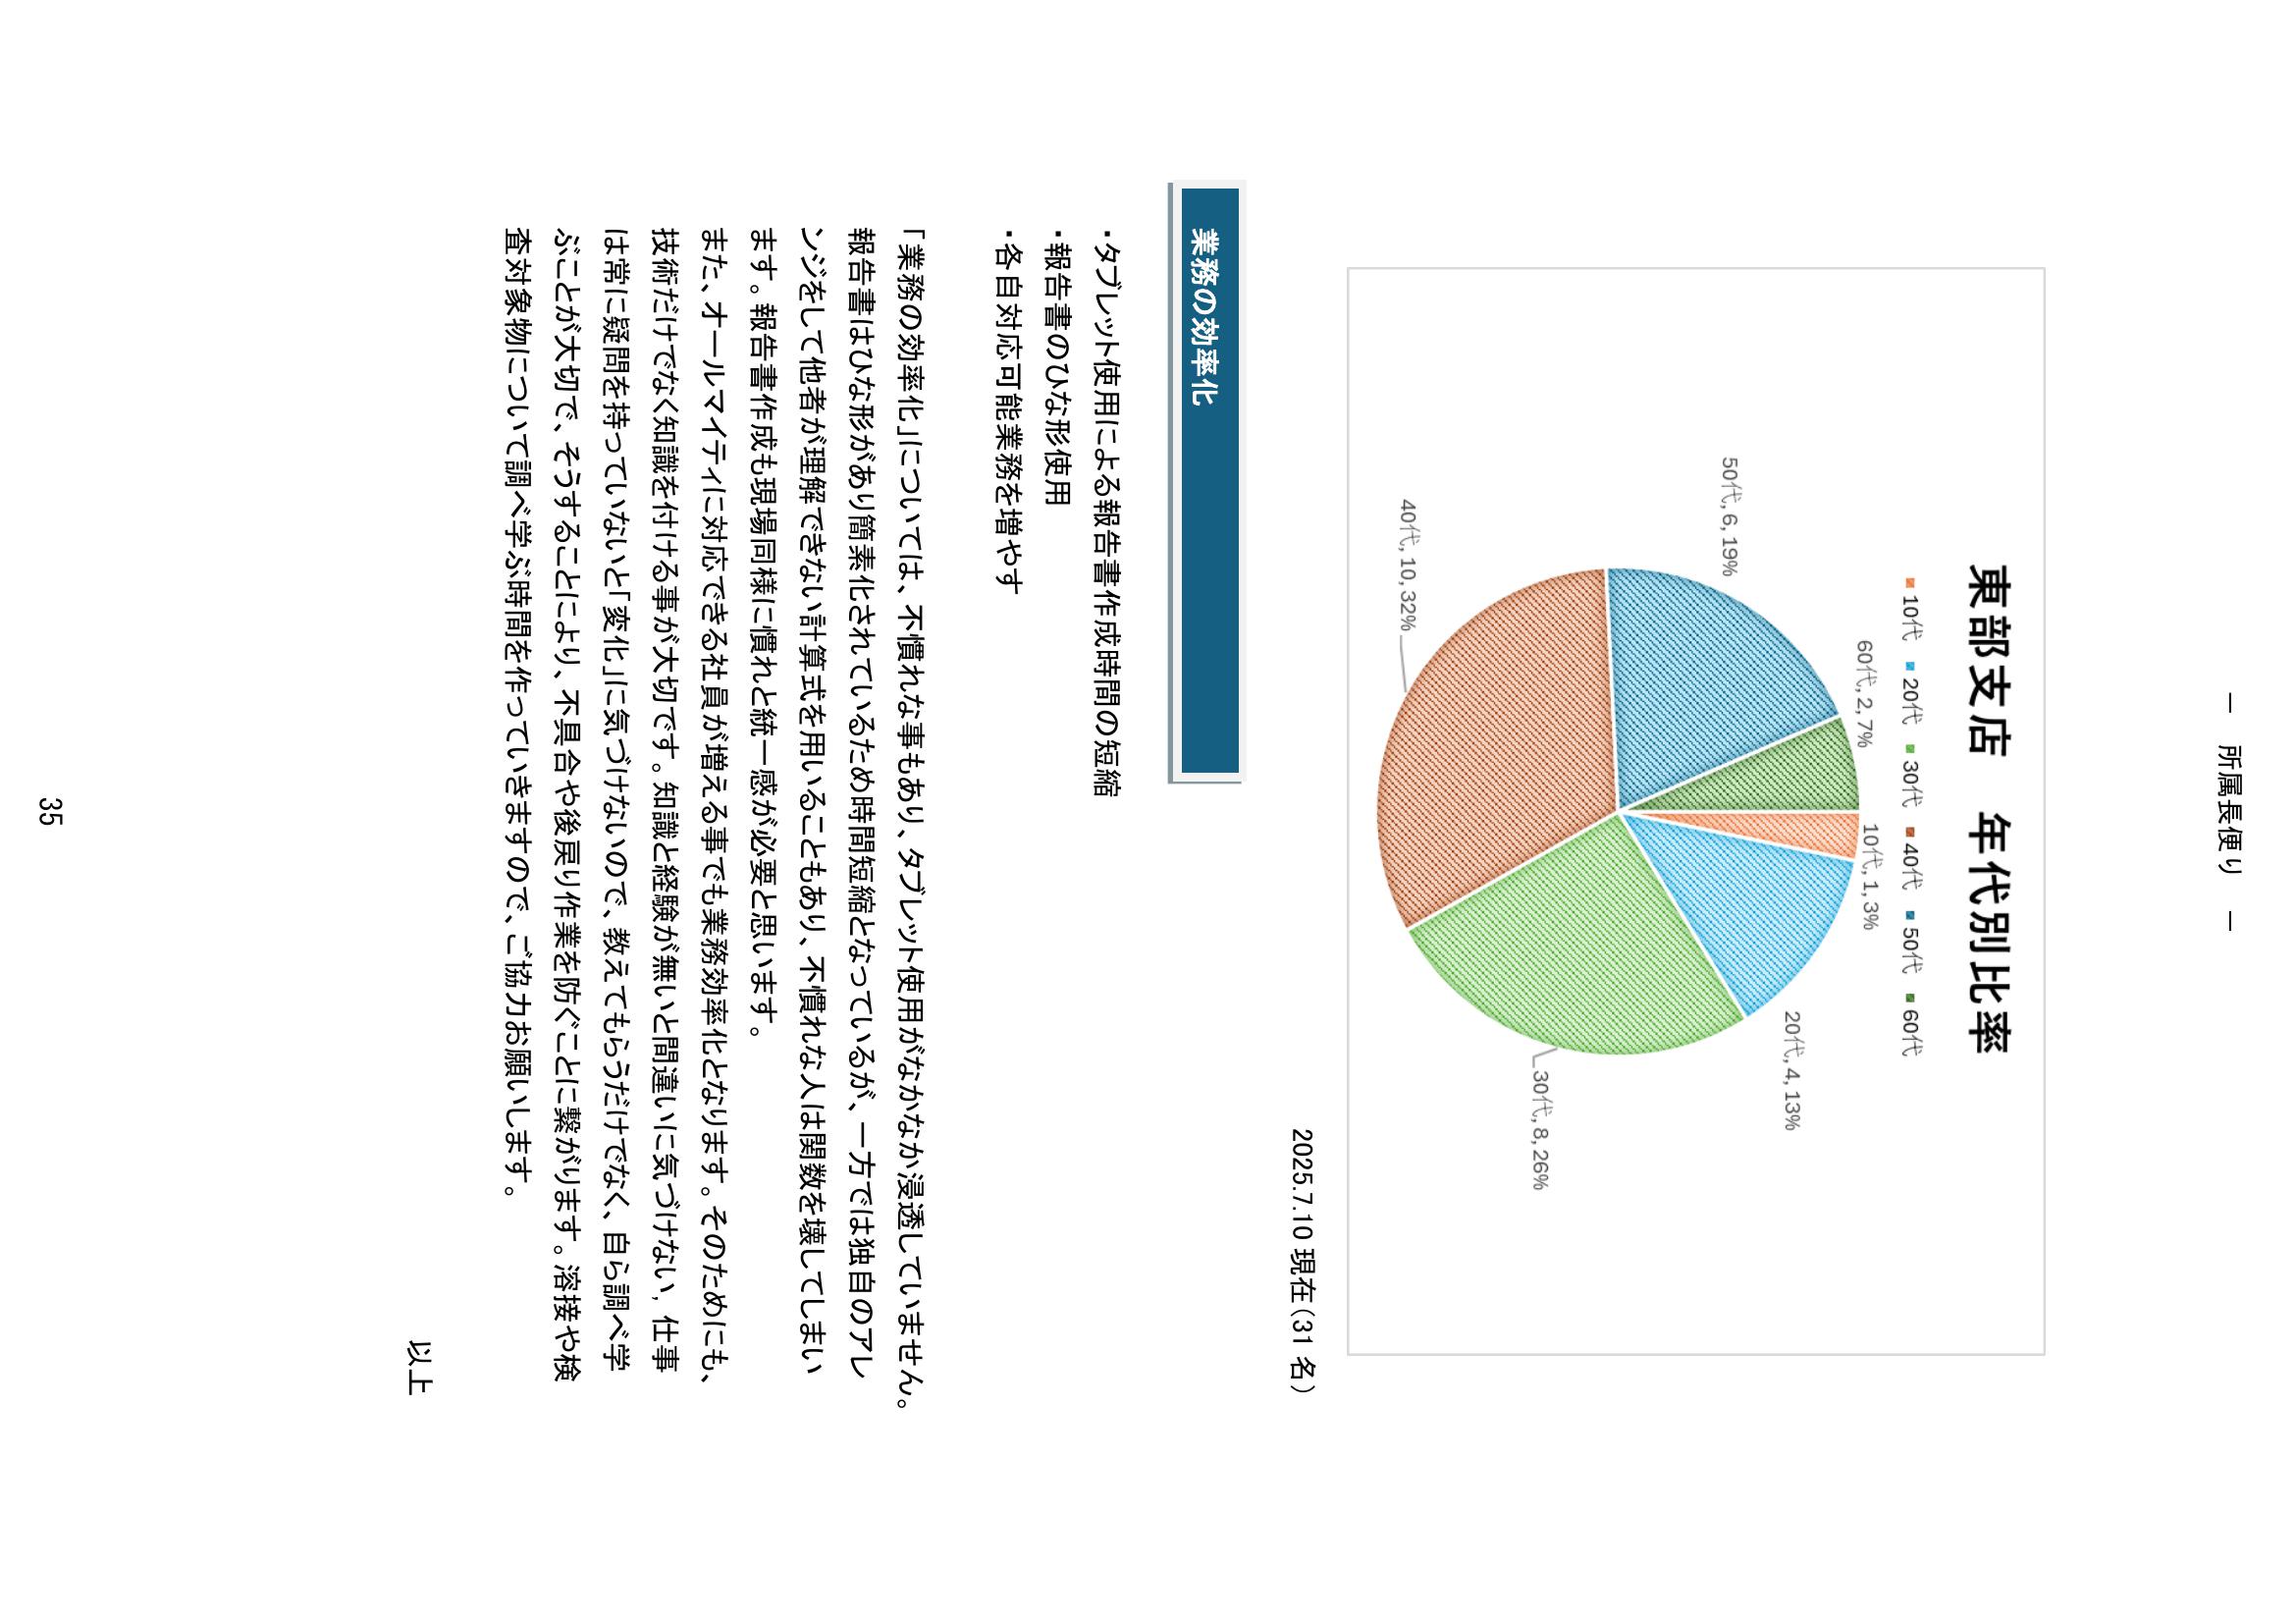 ― 所属長便り ―
東部支店 年代別比率
10代 20代 30代 40代 50代 60代
60代, 2, 7%
10代, 1, 3%
50代, 6, 19%
20代, 4, 13%
40代, 10, 32%
30代, 8, 26%
2025.7.10 現在（31 名）
業務の効率化
・タブレット使用による報告書作成時間の短縮
・報告書のひな形使用
・各自対応可能業務を増やす
「業務の効率化」については、不慣れな事もあり、タブレット使用がなかなか浸透していません。
報告書はひな形があり簡素化されているため時間短縮となっているが、一方では独自のアレ
ンジをして他者が理解できない計算式を用いることもあり、不慣れな人は関数を壊してしまい
ます。報告書作成も現場同様に慣れと統一感が必要と思います。
また、オールマイティに対応できる社員が増える事でも業務効率化となります。そのためにも、
技術だけでなく知識を付ける事が大切です。知識と経験が無いと間違いに気づけない, 仕事
は常に疑問を持っていないと「変化」に気づけないので、教えてもらうだけでなく、自ら調べ学
ぶことが大切で、そうすることにより、不具合や後戻り作業を防ぐことに繋がります。溶接や検
査対象物について調べ学ぶ時間を作っていきますので、ご協力お願いします。
以上
35